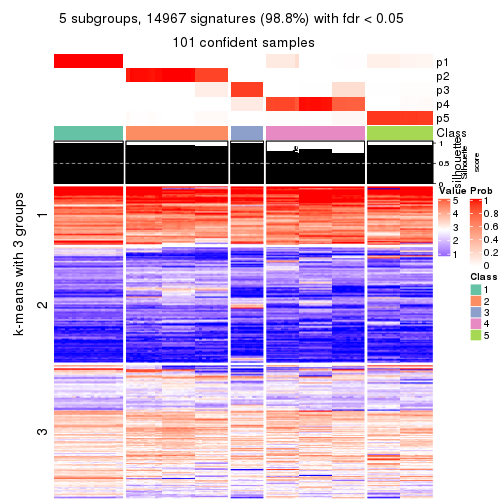 5 subgroups, 14967 signatures (98.8%) with fdr < 0.05
101 confident samples
p1
p2
p3
p4
p5
Class
1
0.5
0
silhouette
Silhouette
score
k-means with 3 groups
1
2
3
Value
5
4
3
2
1
Prob
1
0.8
0.6
0.4
0.2
0
Class
1
2
3
4
5